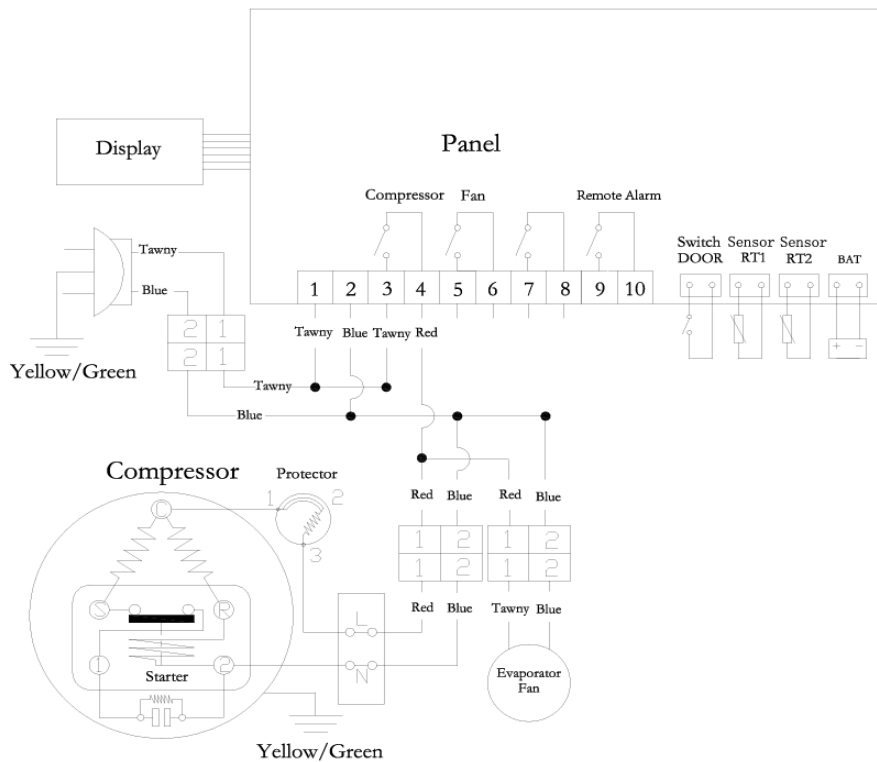 Display
Panel
Compressor Fan Remote Alarm
Switch DOOR
Sensor RT1
Sensor RT2
BAT
+ -
1 2 3 4 5 6 7 8 9 10
Tawny
Blue
2 1
2 1
Yellow/Green
Tawny Blue Tawny Red
Tawny
Blue
Compressor
Protector
1 2
3
Red Blue Red Blue
1 2 1 2
1 2 1 2
Red Blue Tawny Blue
C
S R
1 2
Starter
L
N
Evaporator
Fan
Yellow/Green